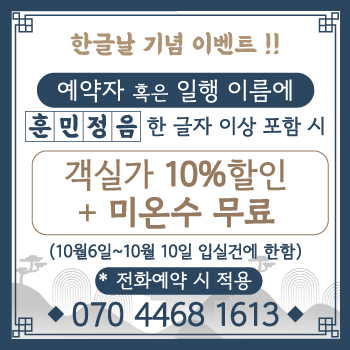 한글날 기념 이벤트 !!
예약자 혹은 일행 이름에
훈민정음 한 글자 이상 포함 시
객실가 10%할인
+ 미온수 무료
(10월6일~10월 10일 입실건에 한함)
* 전화예약 시 적용
◆ 070 4468 1613 ◆